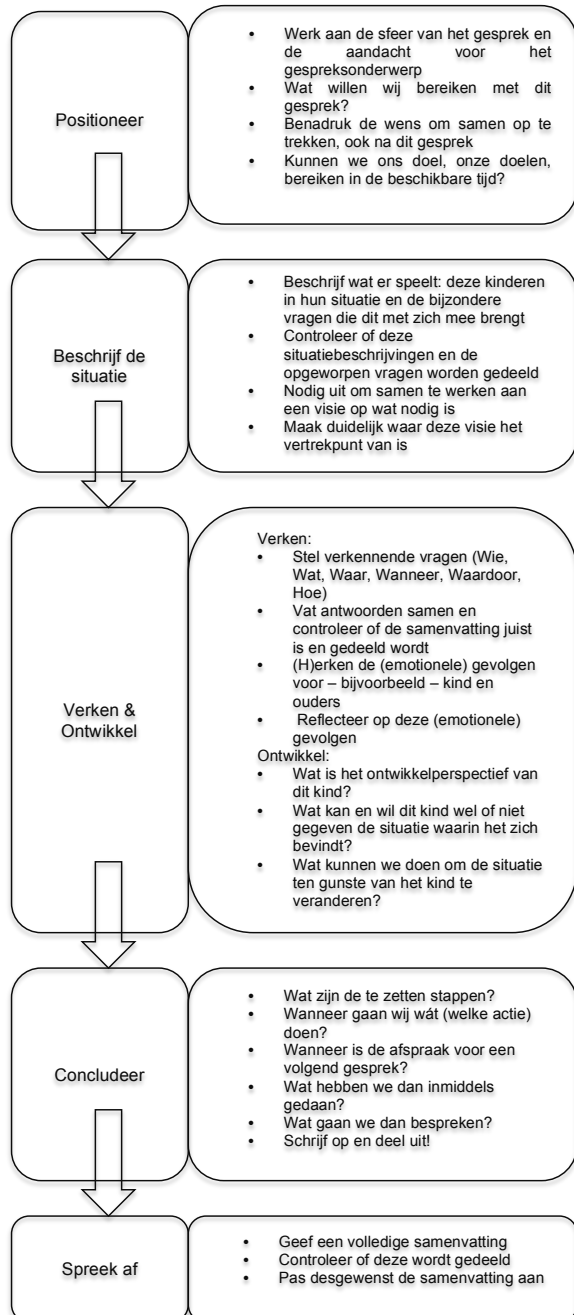 Positioneer
• Werk aan de sfeer van het gesprek en
de aandacht voor het
gespreksonderwerp
• Wat willen wij bereiken met dit
gesprek?
• Benadruk de wens om samen op te
trekken, ook na dit gesprek
• Kunnen we ons doel, onze doelen,
bereiken in de beschikbare tijd?
Beschrijf de
situatie
• Beschrijf wat er speelt: deze kinderen
in hun situatie en de bijzondere
vragen die dit met zich mee brengt
• Controleer of deze
situatiebeschrijvingen en de
opgeworpen vragen worden gedeeld
• Nodig uit om samen te werken aan
een visie op wat nodig is
• Maak duidelijk waar deze visie het
vertrekpunt van is
Verken &
Ontwikkel
Verken:
• Stel verkennende vragen (Wie,
Wat, Waar, Wanneer, Waardoor,
Hoe)
• Vat antwoorden samen en
controleer of de samenvatting juist
is en gedeeld wordt
• (H)erken de (emotionele) gevolgen
voor – bijvoorbeeld – kind en
ouders
• Reflecteer op deze (emotionele)
gevolgen
Ontwikkel:
• Wat is het ontwikkelperspectief van
dit kind?
• Wat kan en wil dit kind wel of niet
gegeven de situatie waarin het zich
bevindt?
• Wat kunnen we doen om de situatie
ten gunste van het kind te
veranderen?
Concludeer
• Wat zijn de te zetten stappen?
• Wanneer gaan wij wát (welke actie)
doen?
• Wanneer is de afspraak voor een
volgend gesprek?
• Wat hebben we dan inmiddels
gedaan?
• Wat gaan we dan bespreken?
• Schrijf op en deel uit!
Spreek af
• Geef een volledige samenvatting
• Controleer of deze wordt gedeeld
• Pas desgewenst de samenvatting aan